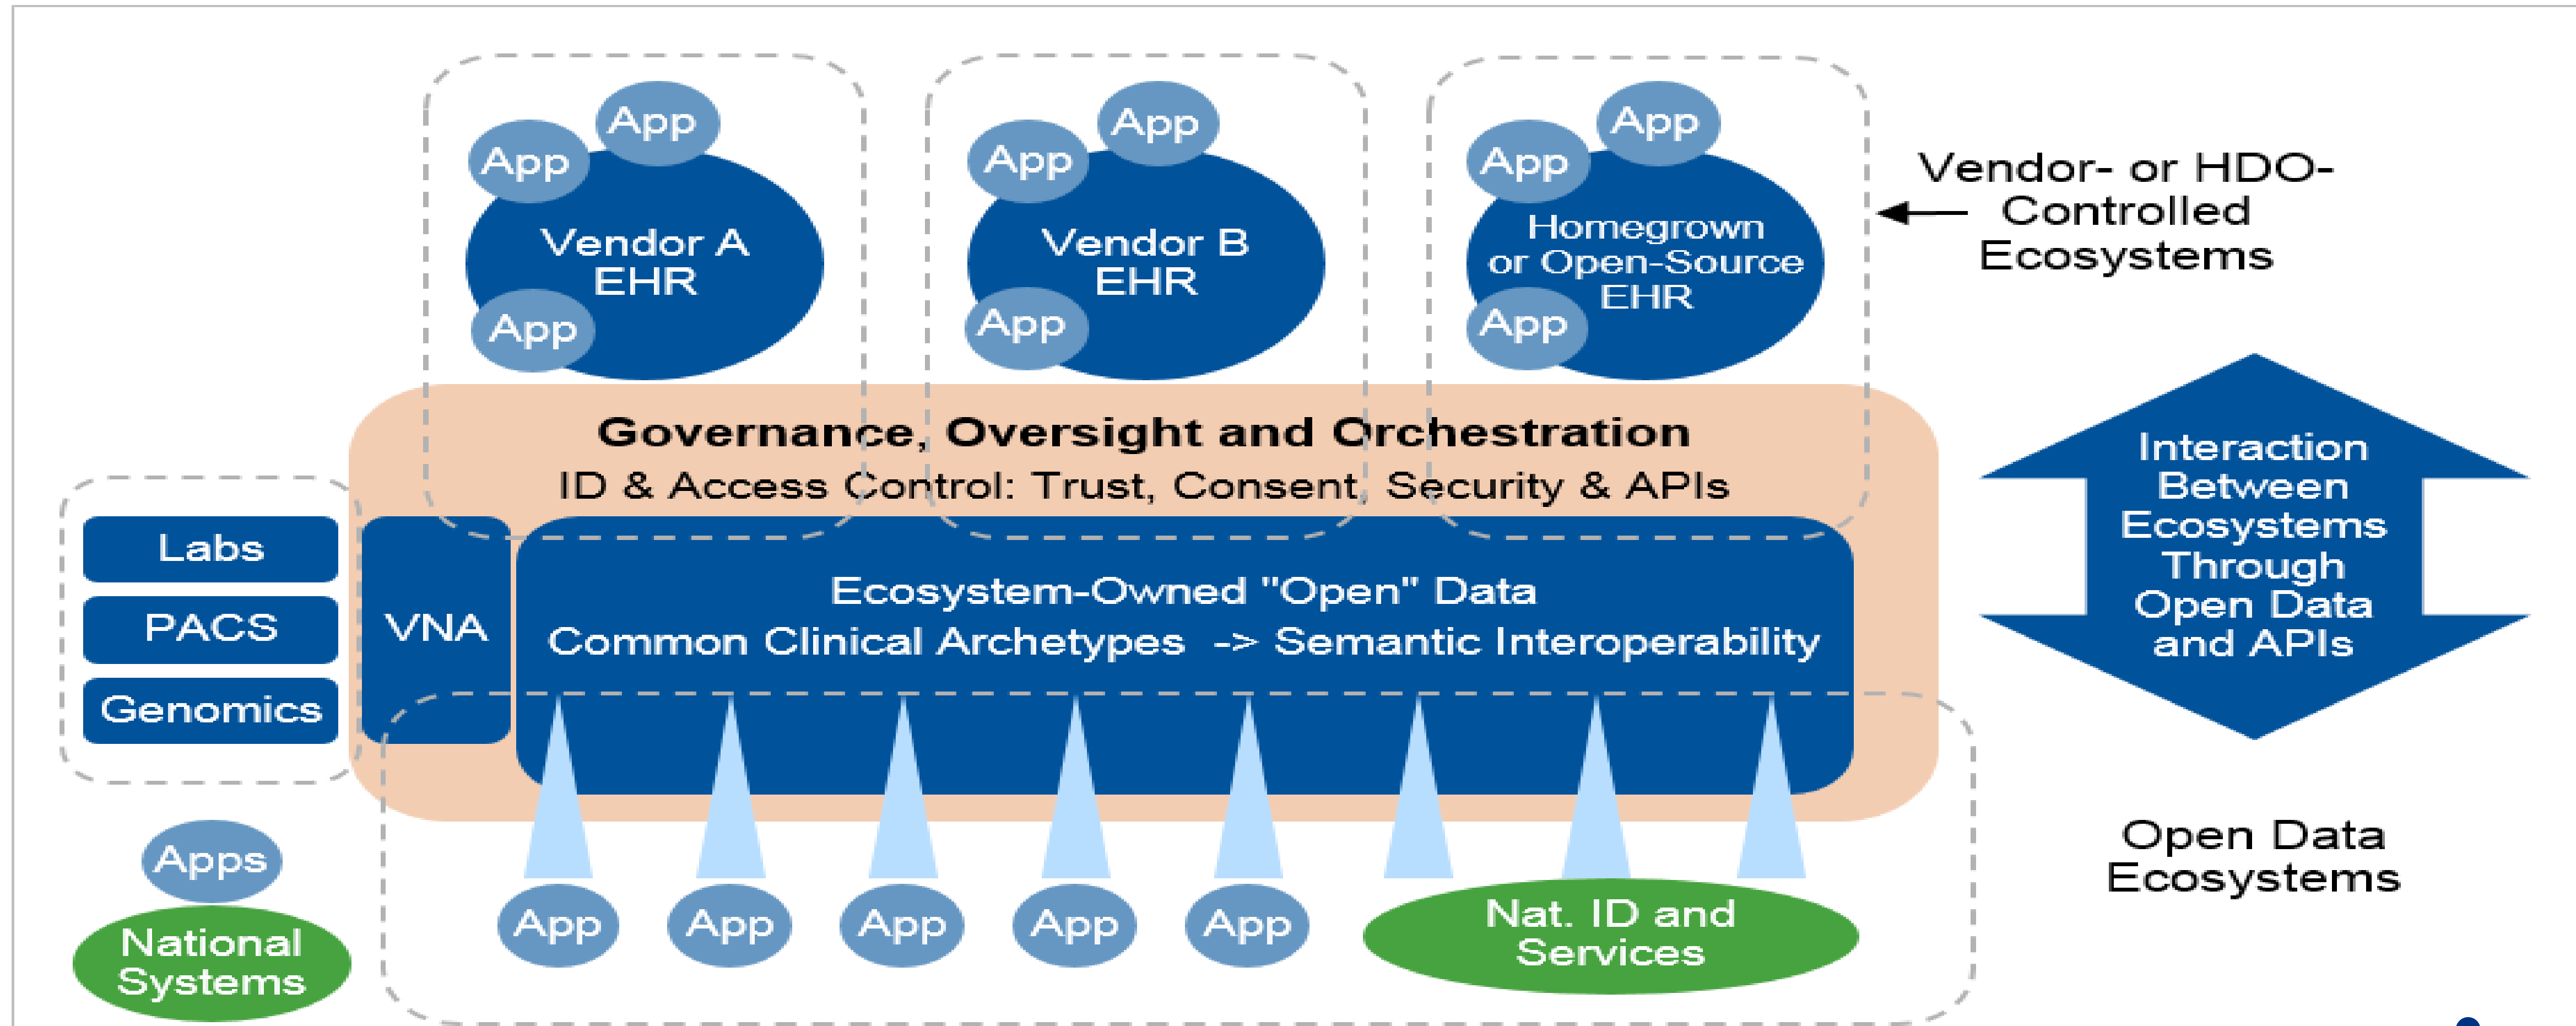 App
App
Vendor A
EHR
App
App
App
Vendor B
EHR
App
App
App
Homegrown
or Open-Source
EHR
App
Vendor- or HDO-
Controlled
Ecosystems
Governance, Oversight and Orchestration
ID & Access Control: Trust, Consent, Security & APIs
Labs
PACS
Genomics
VNA
Ecosystem-Owned "Open" Data
Common Clinical Archetypes -> Semantic Interoperability
Interaction
Between
Ecosystems
Through
Open Data
and APIs
Apps
National
Systems
App
App
App
App
App
Nat. ID and
Services
Open Data
Ecosystems